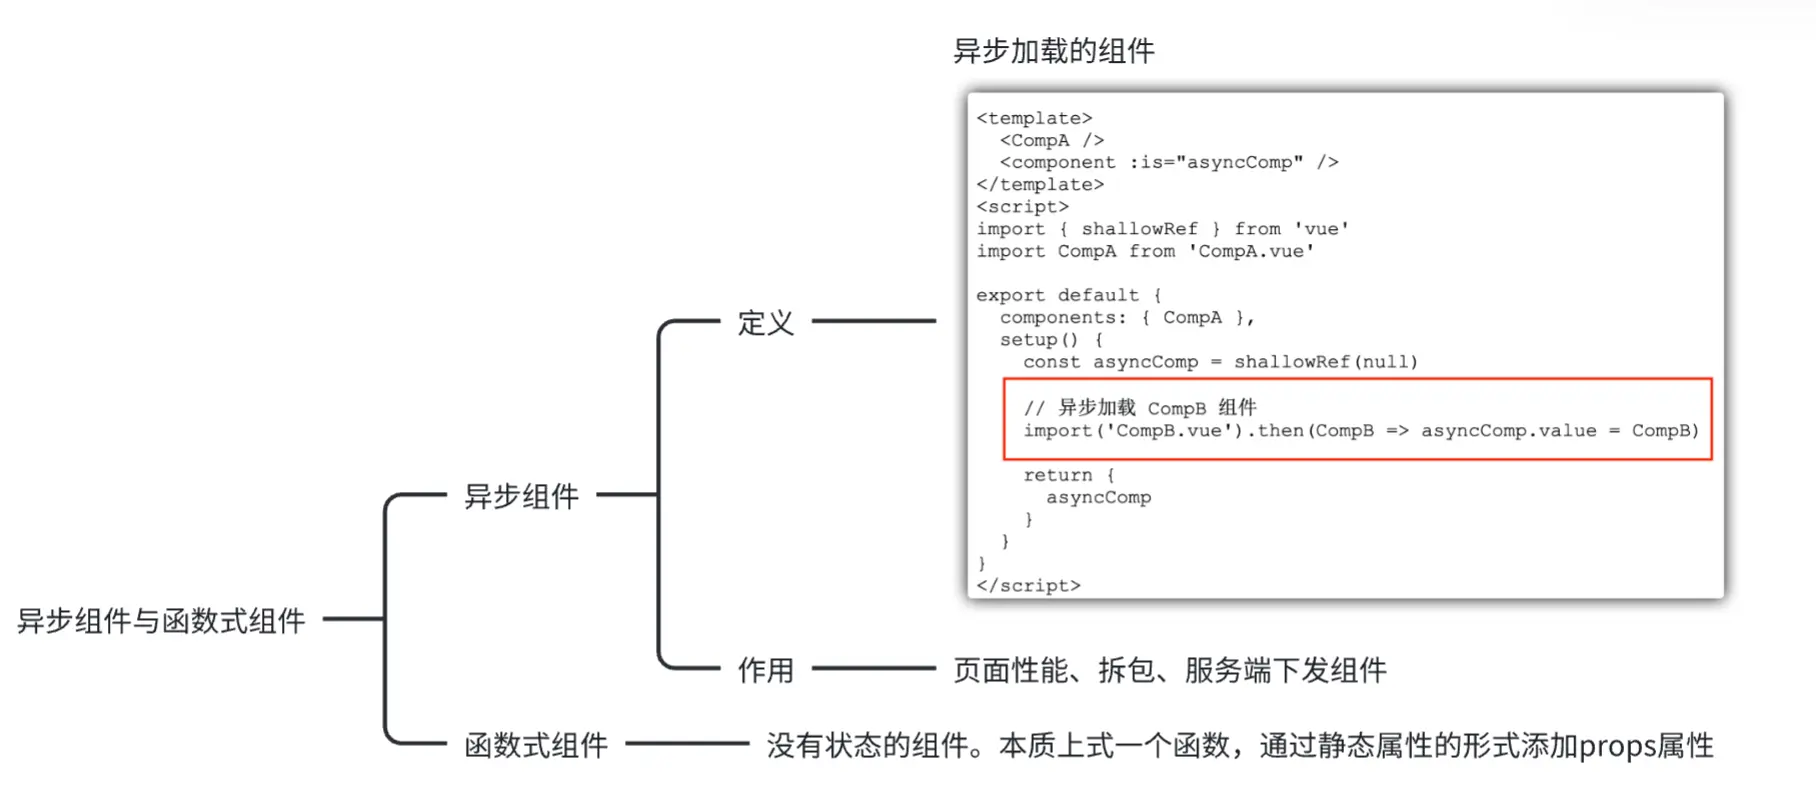 异步组件与函数式组件
异步组件
定义
异步加载的组件
<template>
  <CompA />
  <component :is="asyncComp" />
</template>
<script>
import { shallowRef } from 'vue'
import CompA from 'CompA.vue'

export default {
  components: { CompA },
  setup() {
    const asyncComp = shallowRef(null)

    // 异步加载 CompB 组件
    import('CompB.vue').then(CompB => asyncComp.value = CompB)

    return {
      asyncComp
    }
  }
}
</script>
作用
页面性能、拆包、服务端下发组件
函数式组件
没有状态的组件。本质上式一个函数，通过静态属性的形式添加props属性